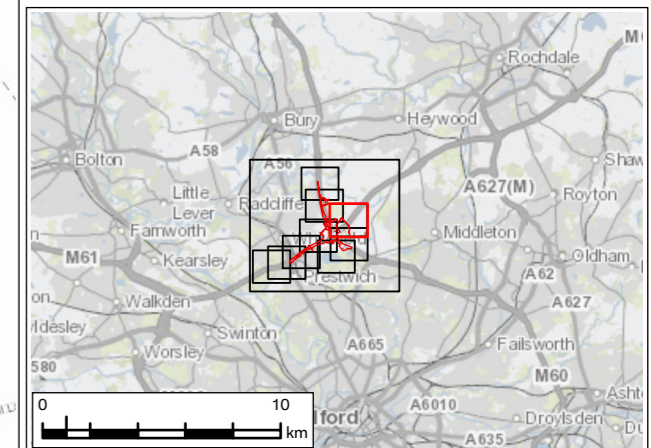 M6
Rochdale
Bury
Heywood
Bolton
A58
A56
Shaw
A627(M)
Little
Lever
Radcliffe
Royton
Farnworth
Middleton
Oldham
M61
Kearsley
Prestwich
A62
Walkden
A627
Swinton
A665
Failsworth
Worsley
580
M60
0
10
km
A6010
Droylsden
A635